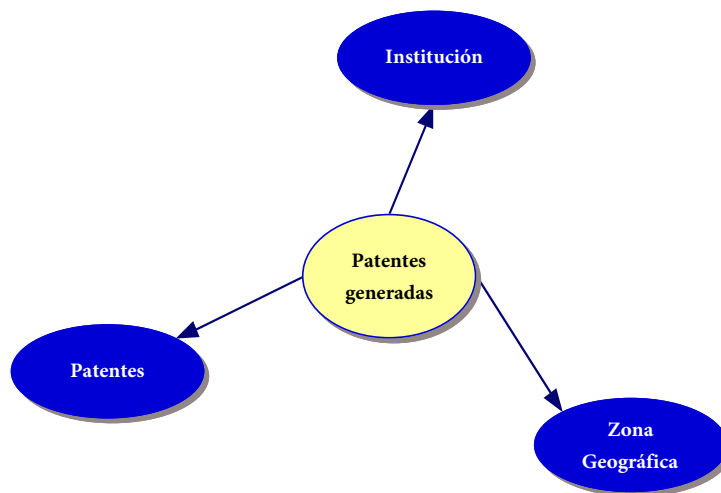 Institución
Patentes
generadas
Patentes
Zona
Geográfica